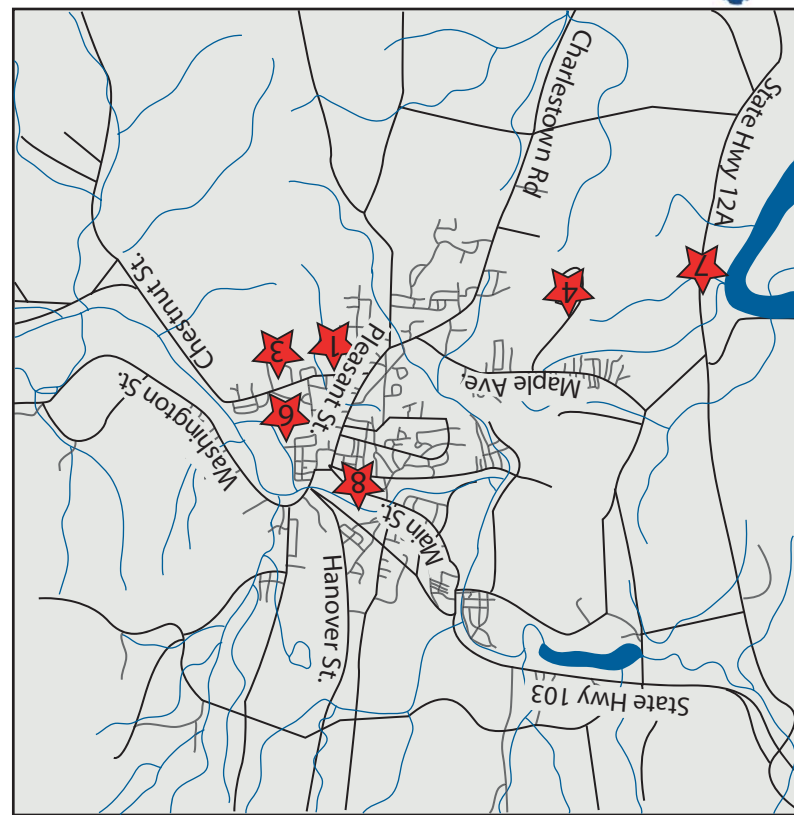 Charlestown Rd
State Hwy 12A
7
4
Chestnut St.
3
1
Pleasant St.
Maple Ave.
Washington St.
6
8
Main St.
Hanover St.
State Hwy 103